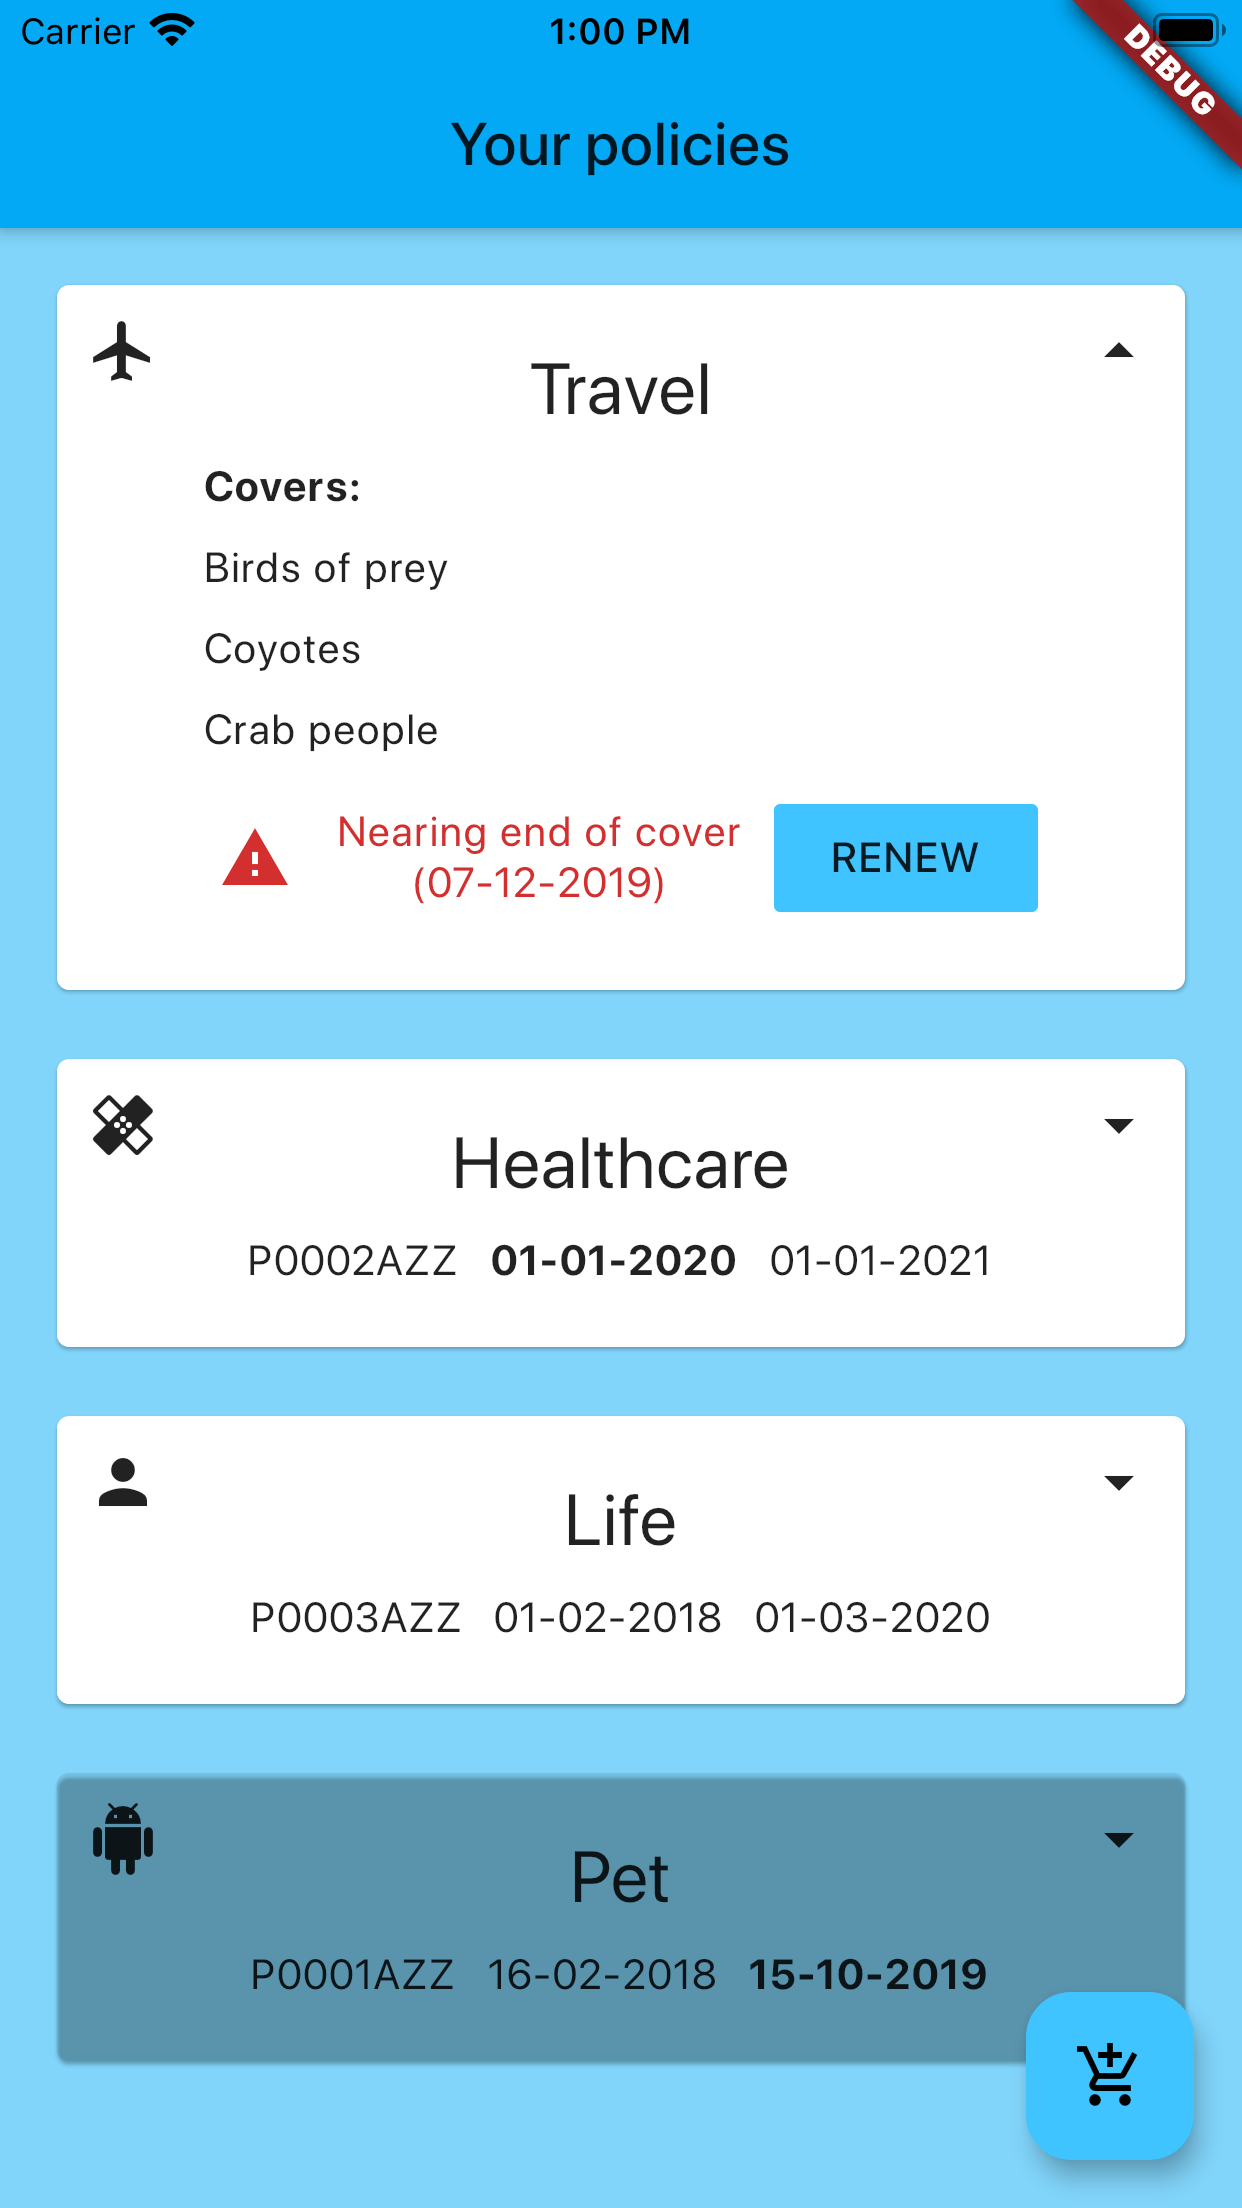 Carrier
1:00 PM
DEBUG
Your policies
Travel
Covers:
Birds of prey
Coyotes
Crab people
Nearing end of cover
(07-12-2019)
RENEW
Healthcare
P0002AZZ 01-01-2020 01-01-2021
Life
P0003AZZ 01-02-2018 01-03-2020
Pet
P0001AZZ 16-02-2018 15-10-2019